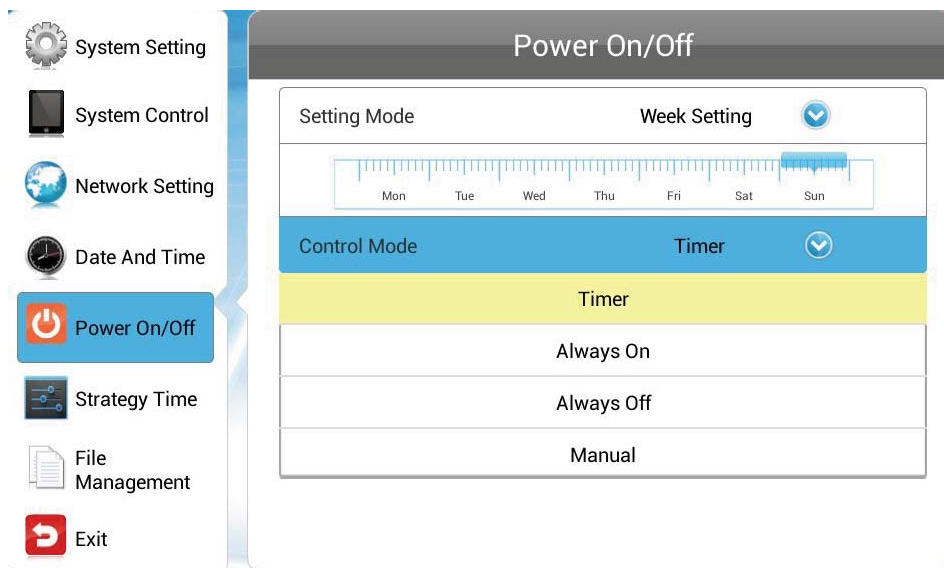 System Setting
System Control
Network Setting
Date And Time
Power On/Off
Strategy Time
File
Management
Exit
Power On/Off
Setting Mode Week Setting
Mon Tue Wed Thu Fri Sat Sun
Control Mode Timer
Timer
Always On
Always Off
Manual